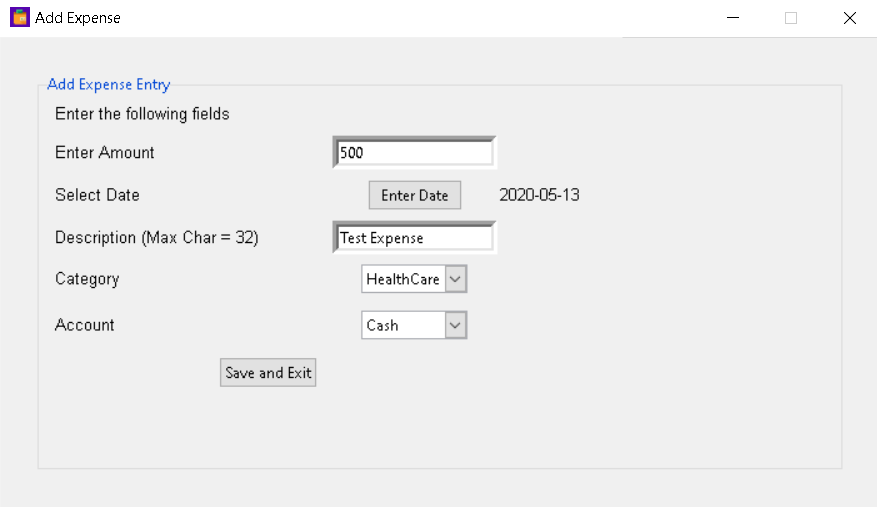 Add Expense
Add Expense Entry
Enter the following fields
Enter Amount 500
Select Date Enter Date 2020-05-13
Description (Max Char = 32) Test Expense
Category HealthCare
Account Cash
Save and Exit